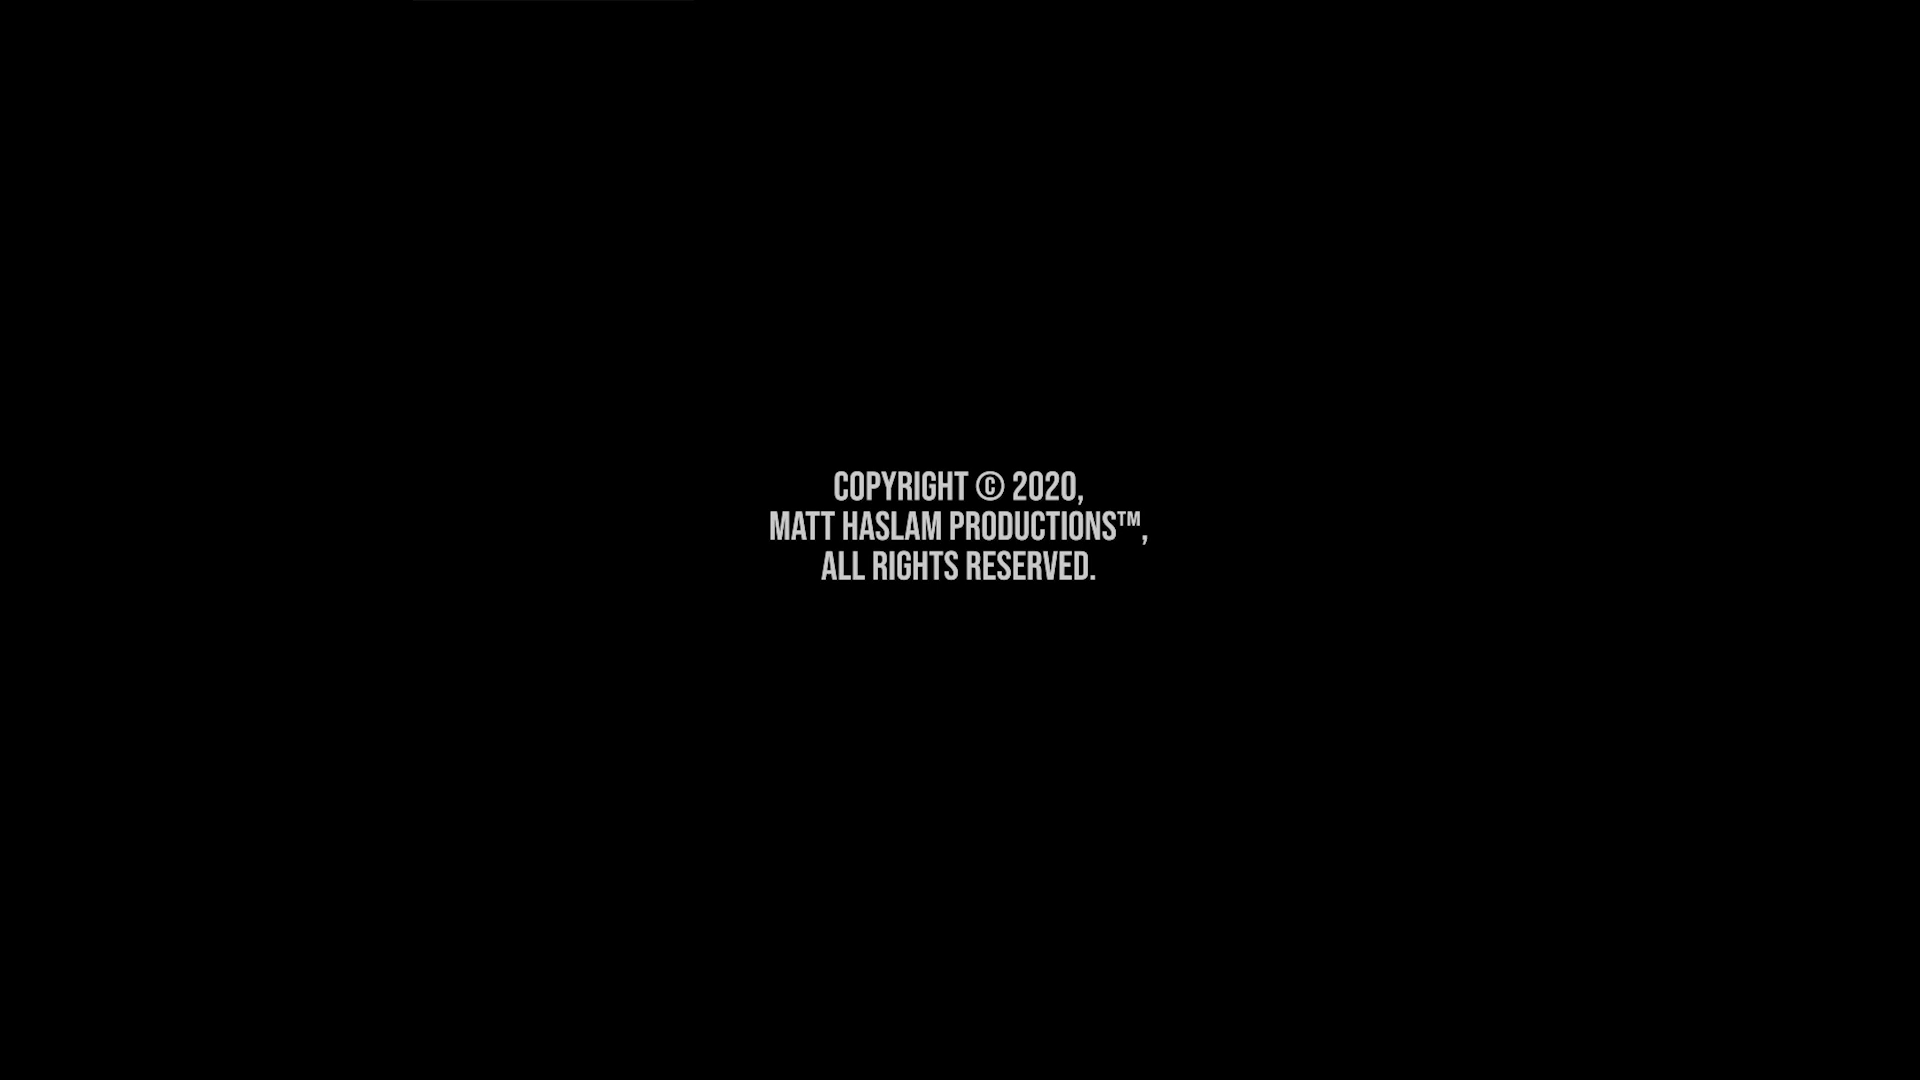 COPYRIGHT © 2020,
MATT HASLAM PRODUCTIONS™,
ALL RIGHTS RESERVED.